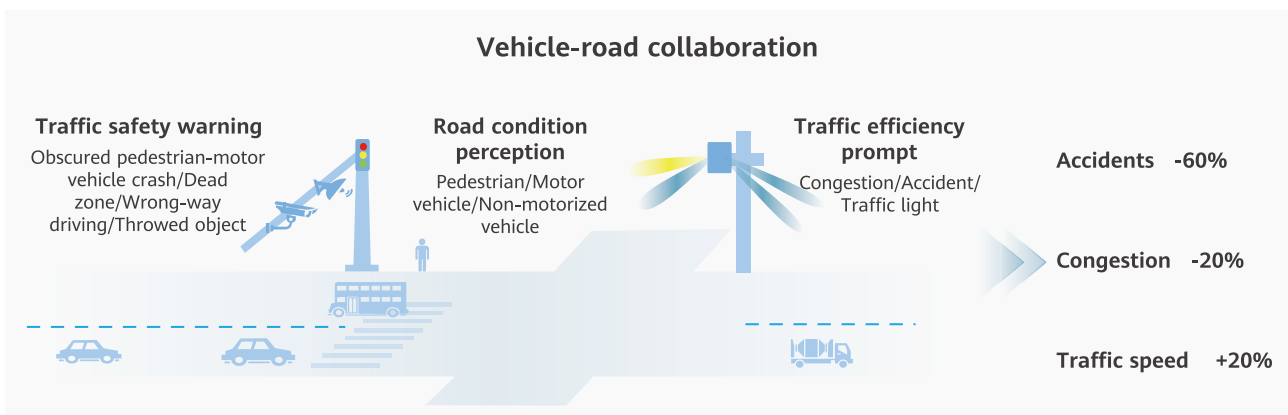 Vehicle-road collaboration
Traffic safety warning
Obscured pedestrian-motor
vehicle crash/Dead
zone/Wrong-way
driving/Throwed object
Road condition
perception
Pedestrian/Motor
vehicle/Non-motorized
vehicle
Traffic efficiency
prompt
Congestion/Accident/
Traffic light
Accidents -60%
Congestion -20%
Traffic speed +20%